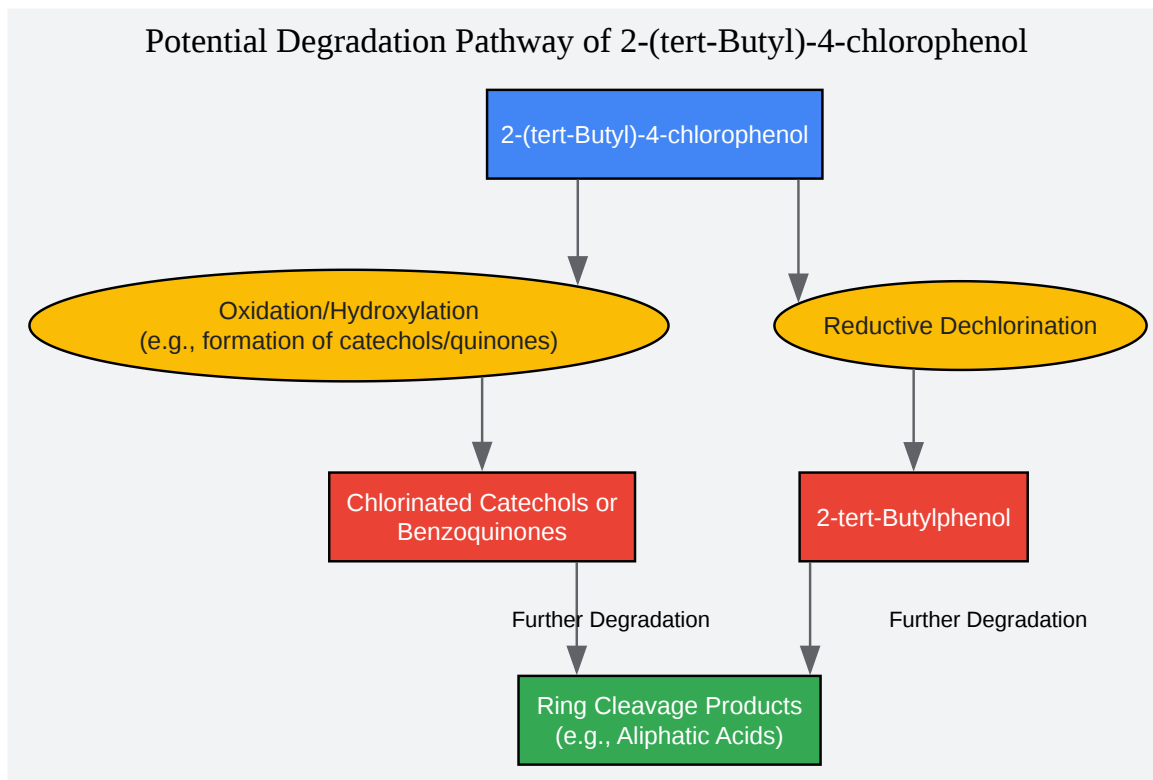 Potential Degradation Pathway of 2-(tert-Butyl)-4-chlorophenol
2-(tert-Butyl)-4-chlorophenol
Oxidation/Hydroxylation
(e.g., formation of catechols/quinones)
Reductive Dechlorination
Chlorinated Catechols or
Benzoquinones
2-tert-Butylphenol
Further Degradation
Further Degradation
Ring Cleavage Products
(e.g., Aliphatic Acids)